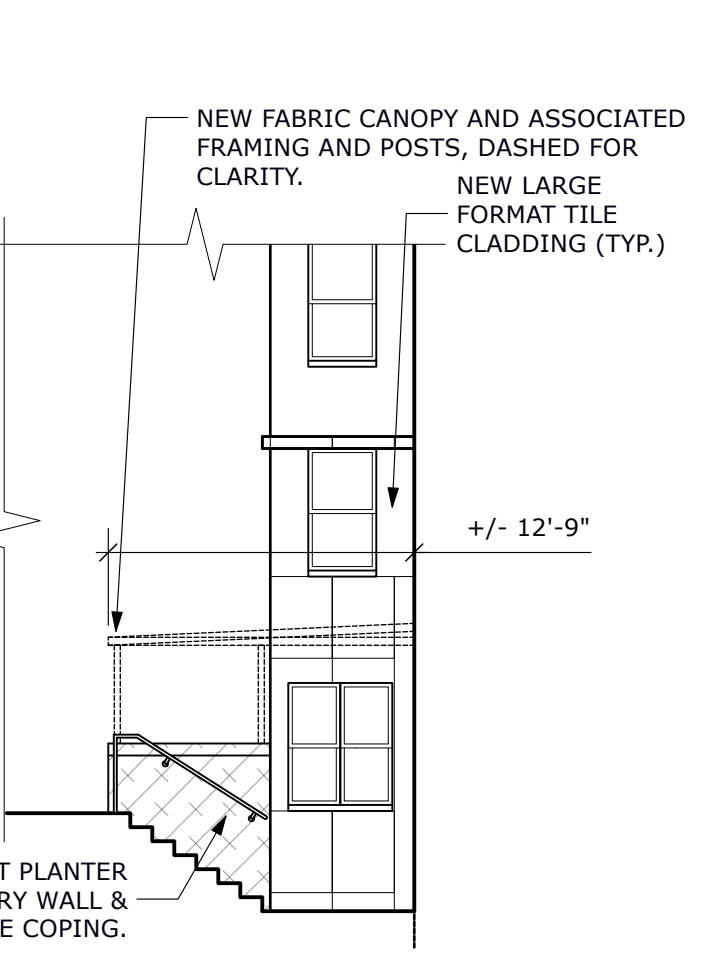 NEW FABRIC CANOPY AND ASSOCIATED
FRAMING AND POSTS, DASHED FOR
CLARITY.
NEW LARGE
FORMAT TILE
CLADDING (TYP.)
+/- 12'-9"
PLANTER
WALL &
COPING.